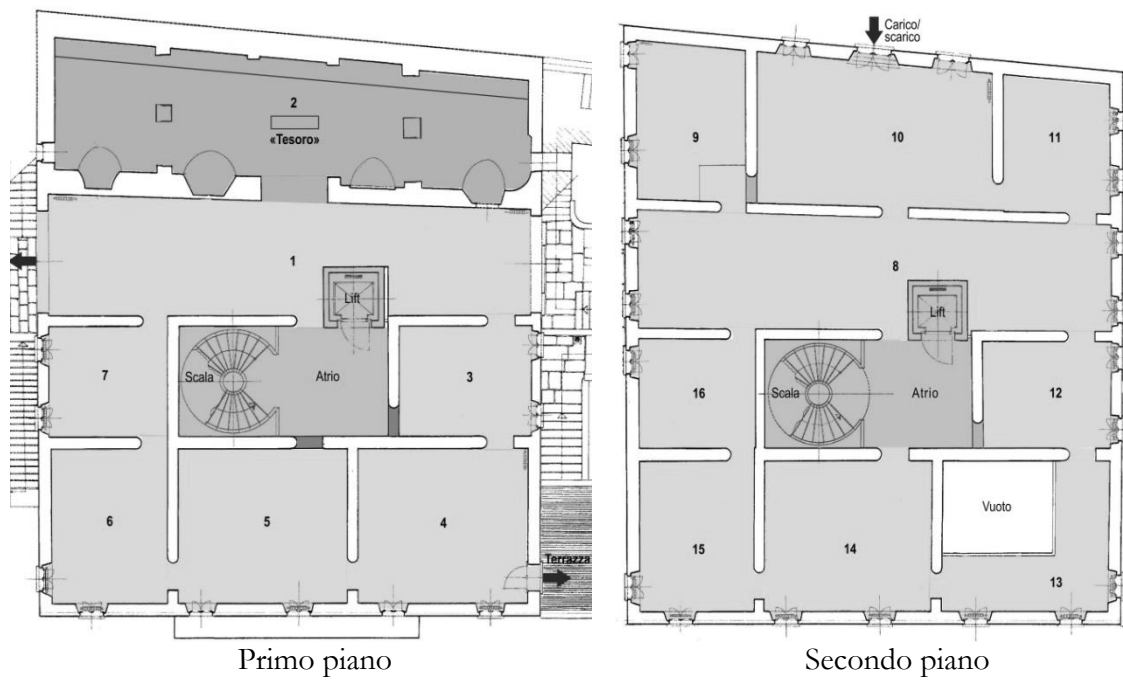 2
«Tesoro»
1
Lift
7
Scala
Atrio
3
6
5
4
Terrazza
Primo piano
Carico/
scarico
9
10
11
8
Lift
16
Scala
Atrio
12
Vuoto
15
14
13
Secondo piano